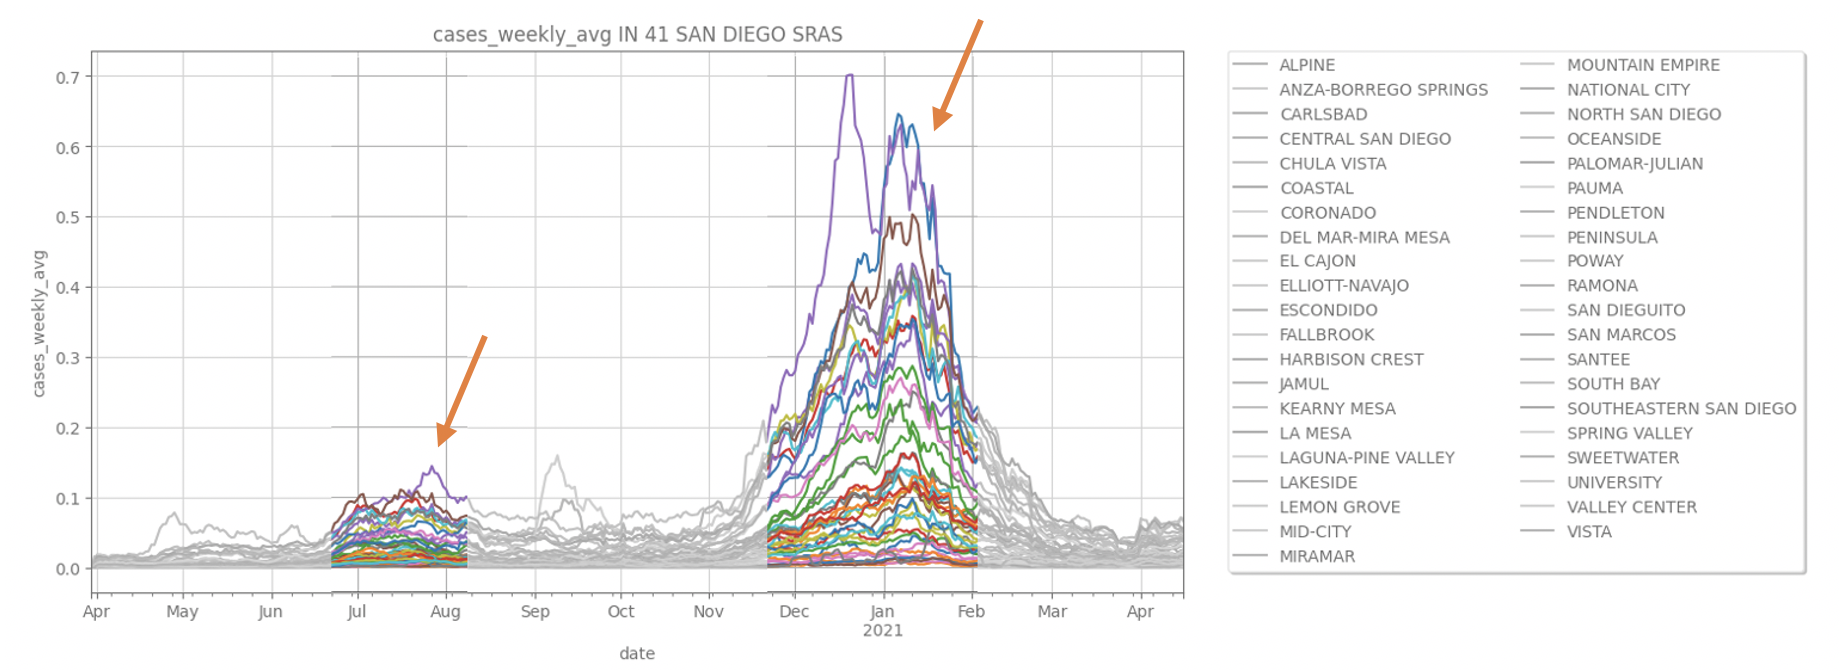 cases_weekly_avg IN 41 SAN DIEGO SRAS
cases_weekly_avg
0.7
0.6
0.5
0.4
0.3
0.2
0.1
0.0
Apr May Jun Jul Aug Sep Oct Nov Dec Jan Feb Mar Apr
2021
date
ALPINE
ANZA-BORREGO SPRINGS
CARLSBAD
CENTRAL SAN DIEGO
CHULA VISTA
COASTAL
CORONADO
DEL MAR-MIRA MESA
EL CAJON
ELLIOTT-NAVAJO
ESCONDIDO
FALLBROOK
HARBISON CREST
JAMUL
KEARNY MESA
LA MESA
LAGUNA-PINE VALLEY
LAKESIDE
LEMON GROVE
MID-CITY
MIRAMAR
MOUNTAIN EMPIRE
NATIONAL CITY
NORTH SAN DIEGO
OCEANSIDE
PALOMAR-JULIAN
PAUMA
PENDLETON
PENINSULA
POWAY
RAMONA
SAN DIEGUITO
SAN MARCOS
SANTEE
SOUTH BAY
SOUTHEASTERN SAN DIEGO
SPRING VALLEY
SWEETWATER
UNIVERSITY
VALLEY CENTER
VISTA